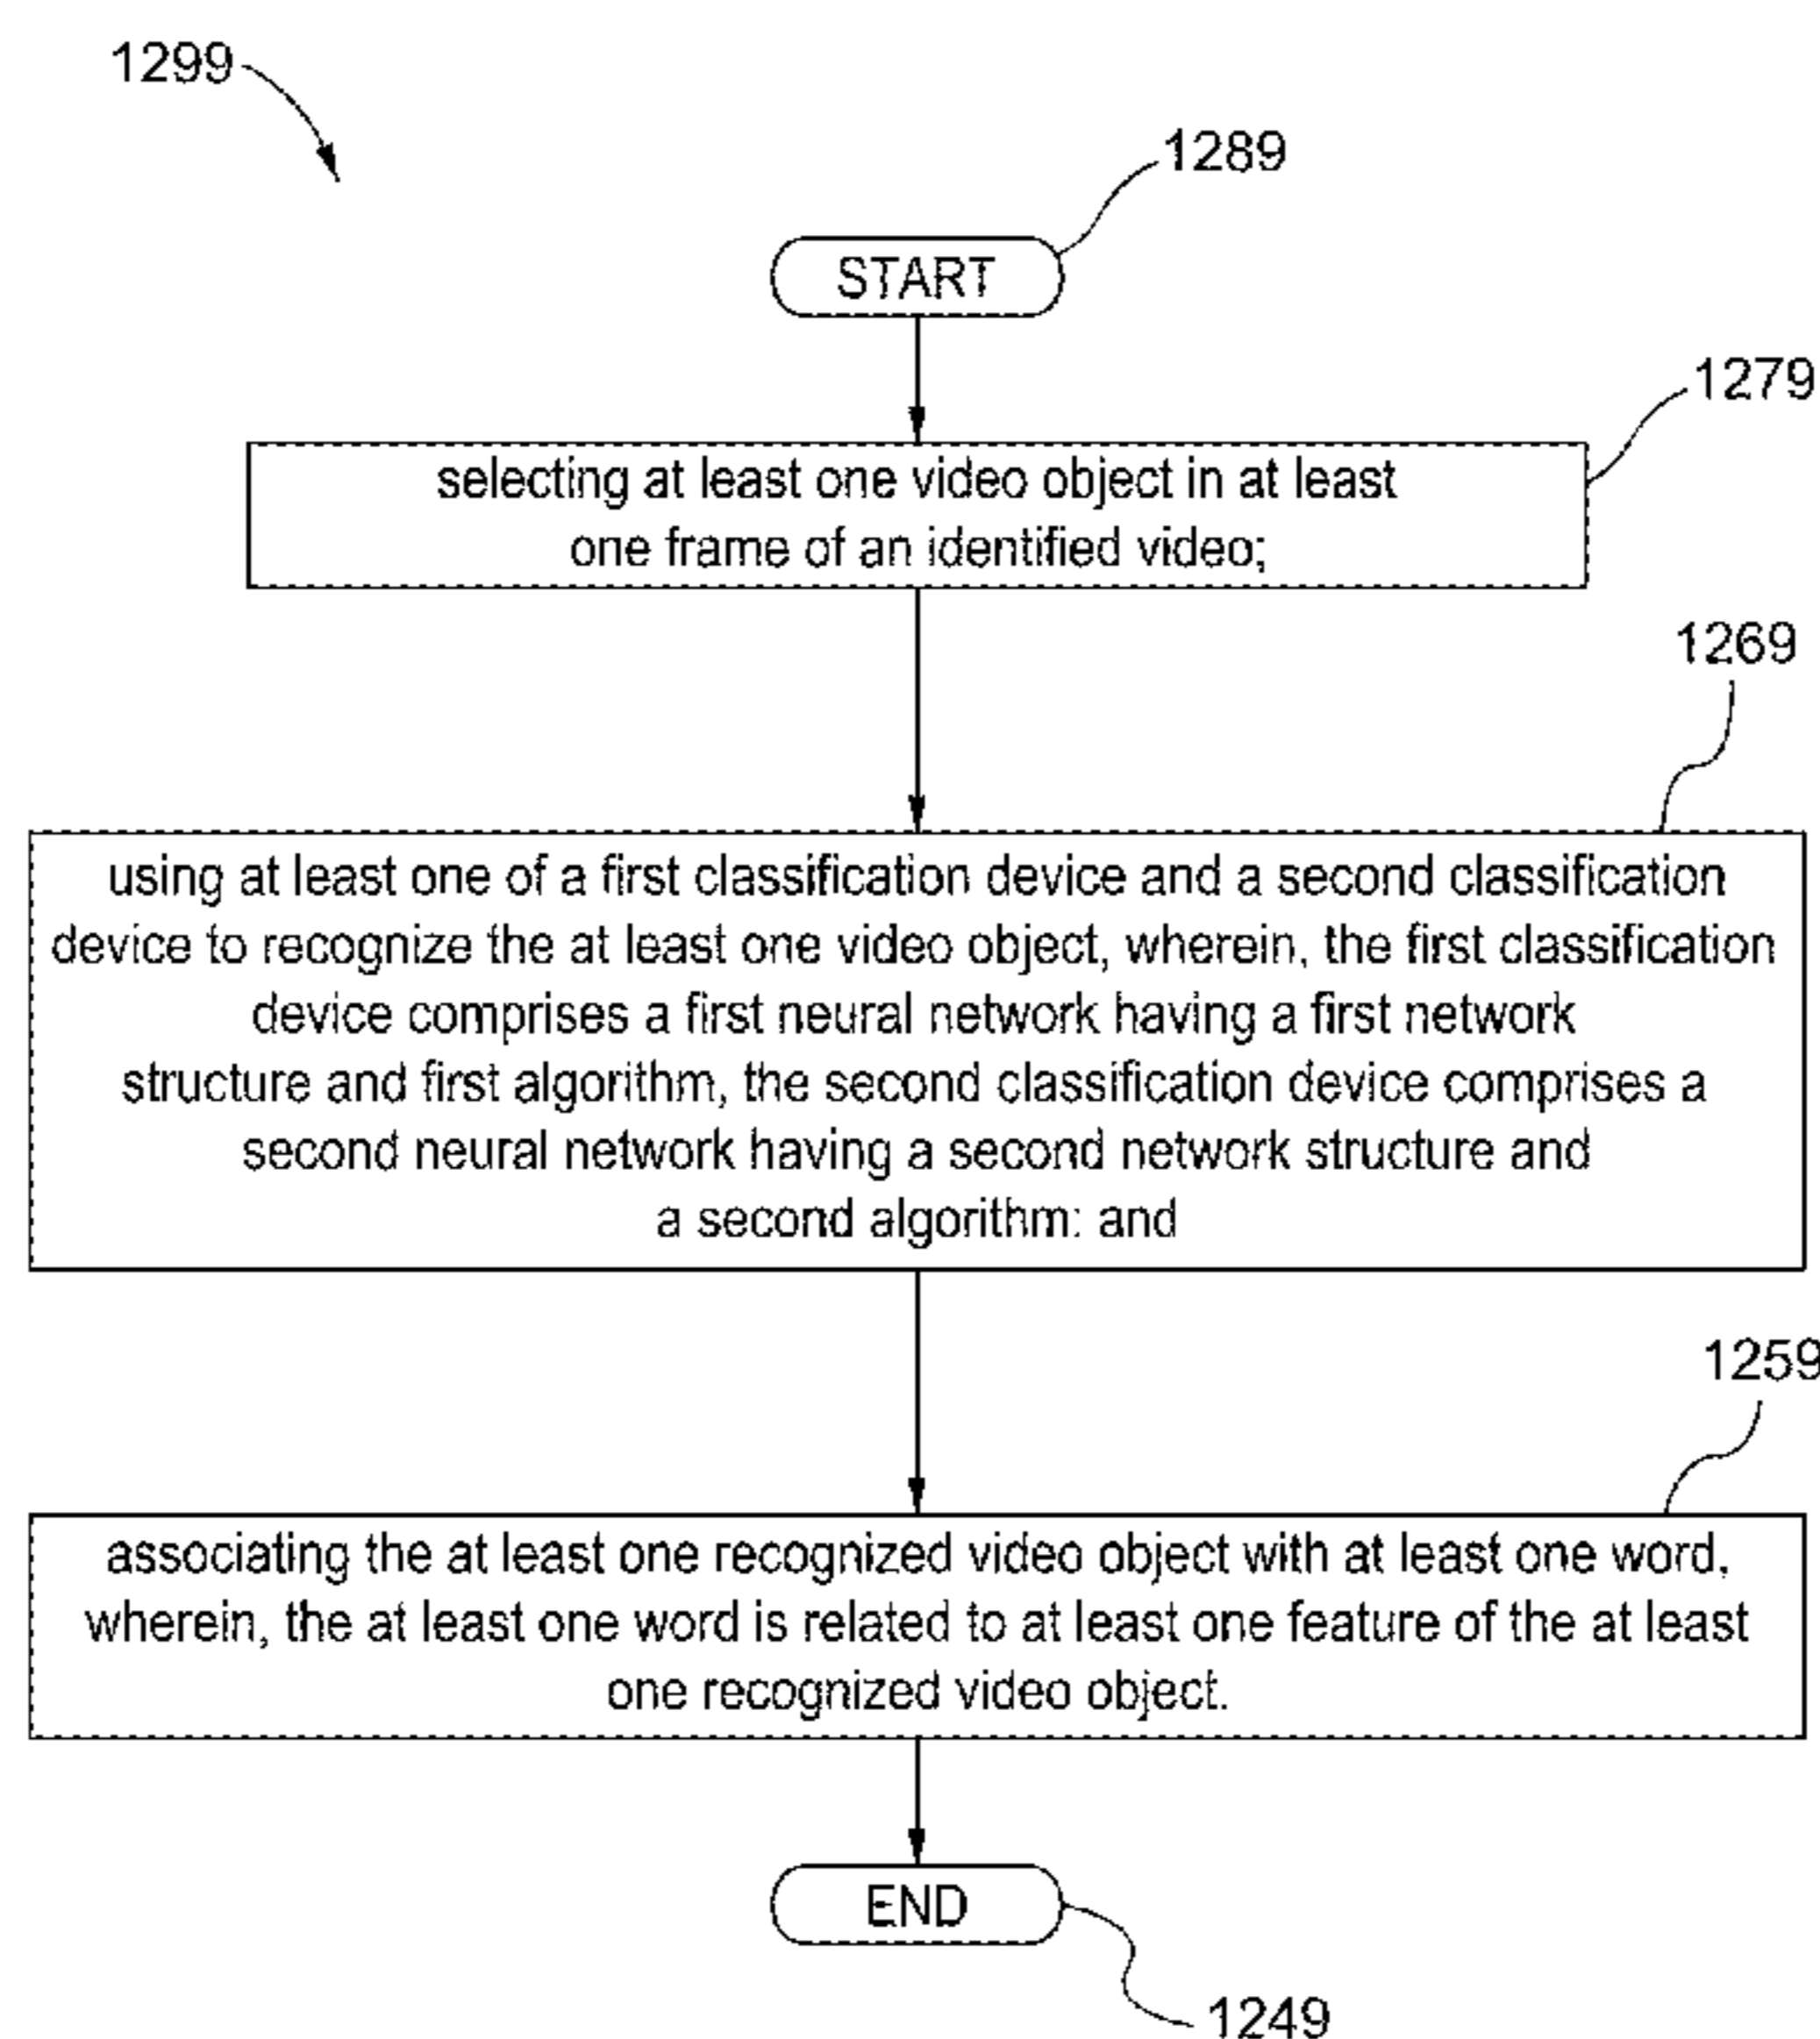 1299
1289
START
1279
selecting at least one video object in at least
one frame of an identified video;
1269
using at least one of a first classification device and a second classification
device to recognize the at least one video object, wherein, the first classification
device comprises a first neural network having a first network
structure and first algorithm, the second classification device comprises a
second neural network having a second network structure and
a second algorithm: and
1259
associating the at least one recognized video object with at least one word,
wherein, the at least one word is related to at least one feature of the at least
one recognized video object.
END
1249